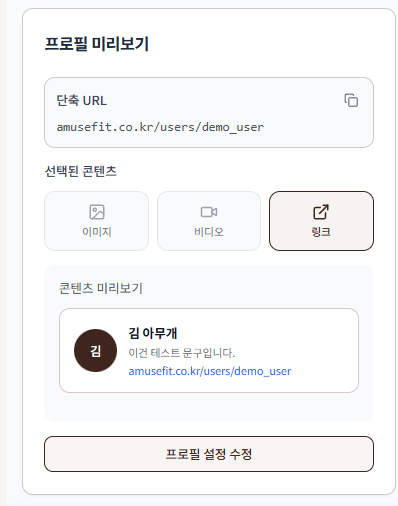 프로필 미리보기
단축 URL
amusefit.co.kr/users/demo_user
선택된 콘텐츠
이미지
비디오
링크
콘텐츠 미리보기
김
김 아무개
이건 테스트 문구입니다.
amusefit.co.kr/users/demo_user
프로필 설정 수정